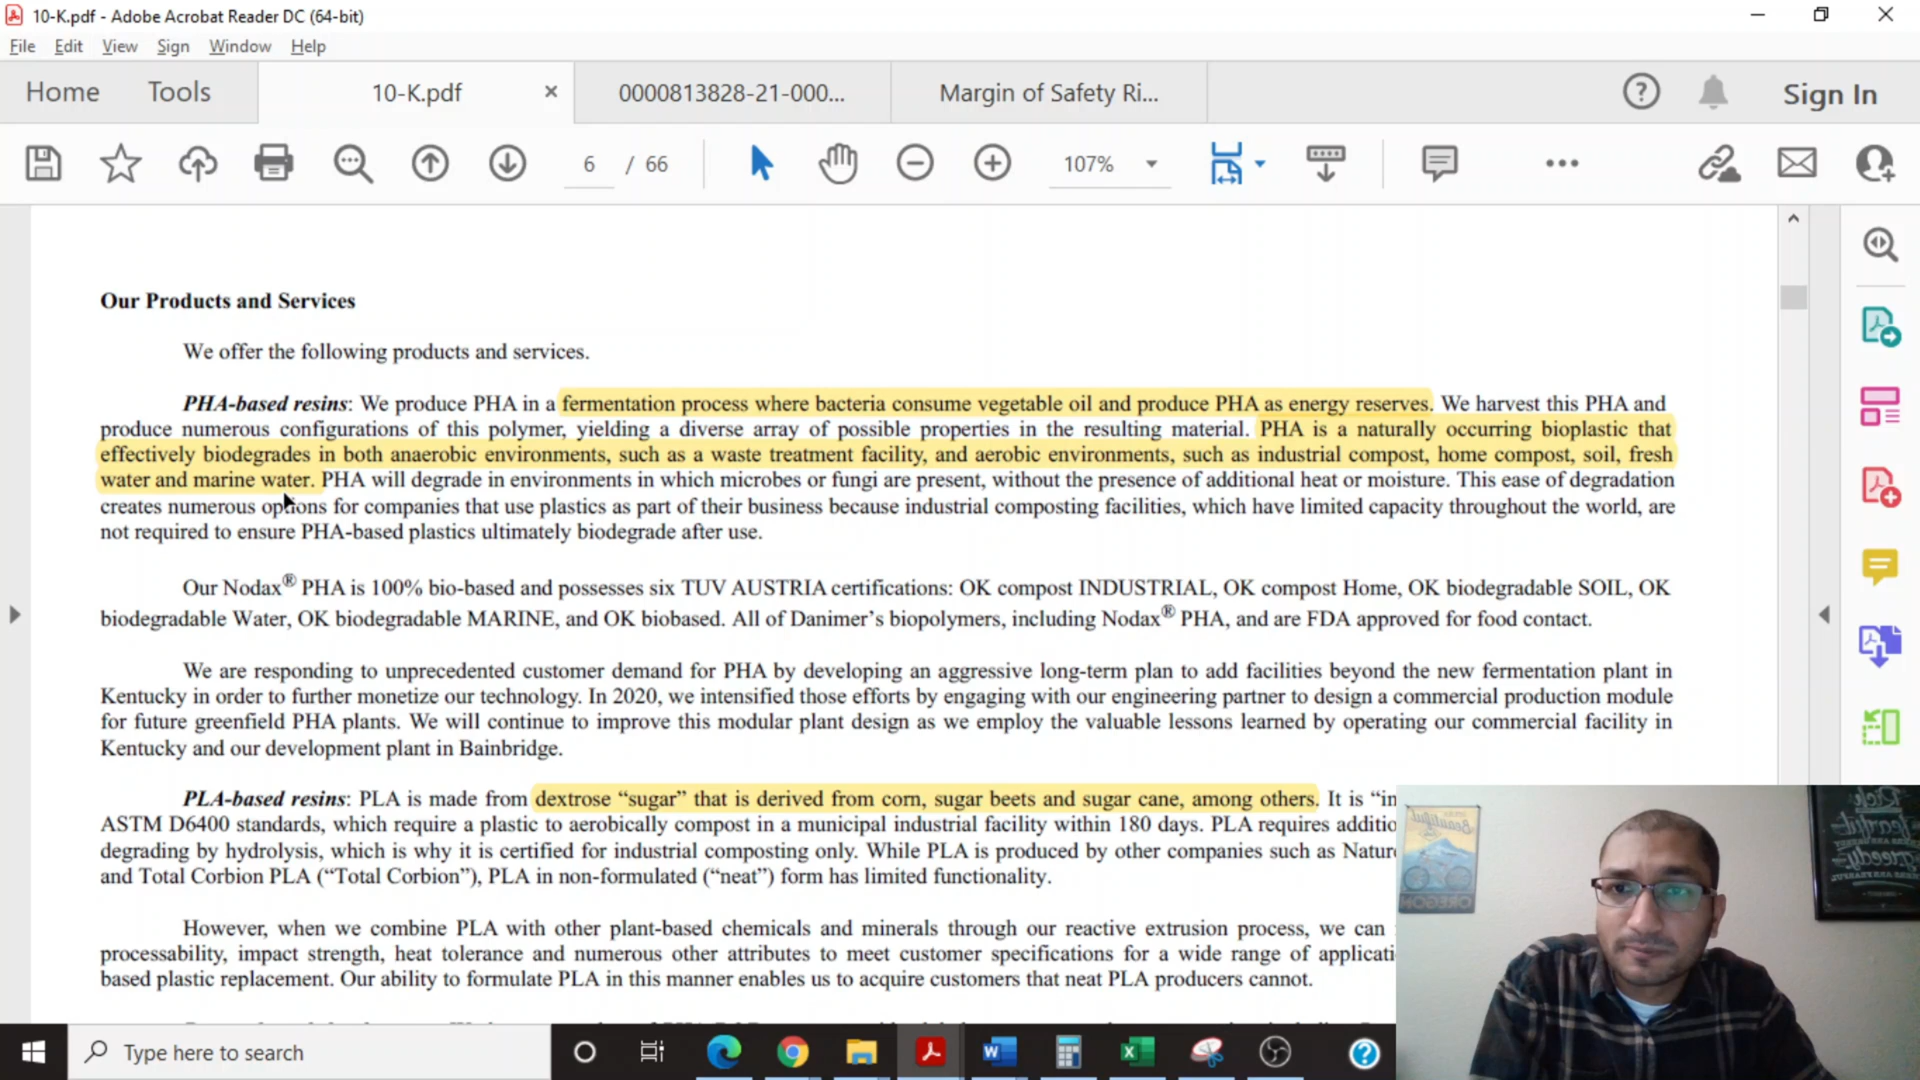 10-K.pdf - Adobe Acrobat Reader DC (64-bit)
File Edit View Sign Window Help
Home Tools 10-K.pdf 0000813828-21-000... Margin of Safety Ri... Sign In
6 / 66 107%
Our Products and Services
We offer the following products and services.
PHA-based resins: We produce PHA in a fermentation process where bacteria consume vegetable oil and produce PHA as energy reserves. We harvest this PHA and
produce numerous configurations of this polymer, yielding a diverse array of possible properties in the resulting material. PHA is a naturally occurring bioplastic that
effectively biodegrades in both anaerobic environments, such as a waste treatment facility, and aerobic environments, such as industrial compost, home compost, soil, fresh
water and marine water. PHA will degrade in environments in which microbes or fungi are present, without the presence of additional heat or moisture. This ease of degradation
creates numerous options for companies that use plastics as part of their business because industrial composting facilities, which have limited capacity throughout the world, are
not required to ensure PHA-based plastics ultimately biodegrade after use.
Our Nodax® PHA is 100% bio-based and possesses six TUV AUSTRIA certifications: OK compost INDUSTRIAL, OK compost Home, OK biodegradable SOIL, OK
biodegradable Water, OK biodegradable MARINE, and OK biobased. All of Danimer’s biopolymers, including Nodax® PHA, and are FDA approved for food contact.
We are responding to unprecedented customer demand for PHA by developing an aggressive long-term plan to add facilities beyond the new fermentation plant in
Kentucky in order to further monetize our technology. In 2020, we intensified those efforts by engaging with our engineering partner to design a commercial production module
for future greenfield PHA plants. We will continue to improve this modular plant design as we employ the valuable lessons learned by operating our commercial facility in
Kentucky and our development plant in Bainbridge.
PLA-based resins: PLA is made from dextrose “sugar” that is derived from corn, sugar beets and sugar cane, among others. It is “in
ASTM D6400 standards, which require a plastic to aerobically compost in a municipal industrial facility within 180 days. PLA requires additio
degrading by hydrolysis, which is why it is certified for industrial composting only. While PLA is produced by other companies such as Nature
and Total Corbion PLA (“Total Corbion”), PLA in non-formulated (“neat”) form has limited functionality.
However, when we combine PLA with other plant-based chemicals and minerals through our reactive extrusion process, we can
processability, impact strength, heat tolerance and numerous other attributes to meet customer specifications for a wide range of applicati
based plastic replacement. Our ability to formulate PLA in this manner enables us to acquire customers that neat PLA producers cannot.
Beautiful
OREGON
Type here to search